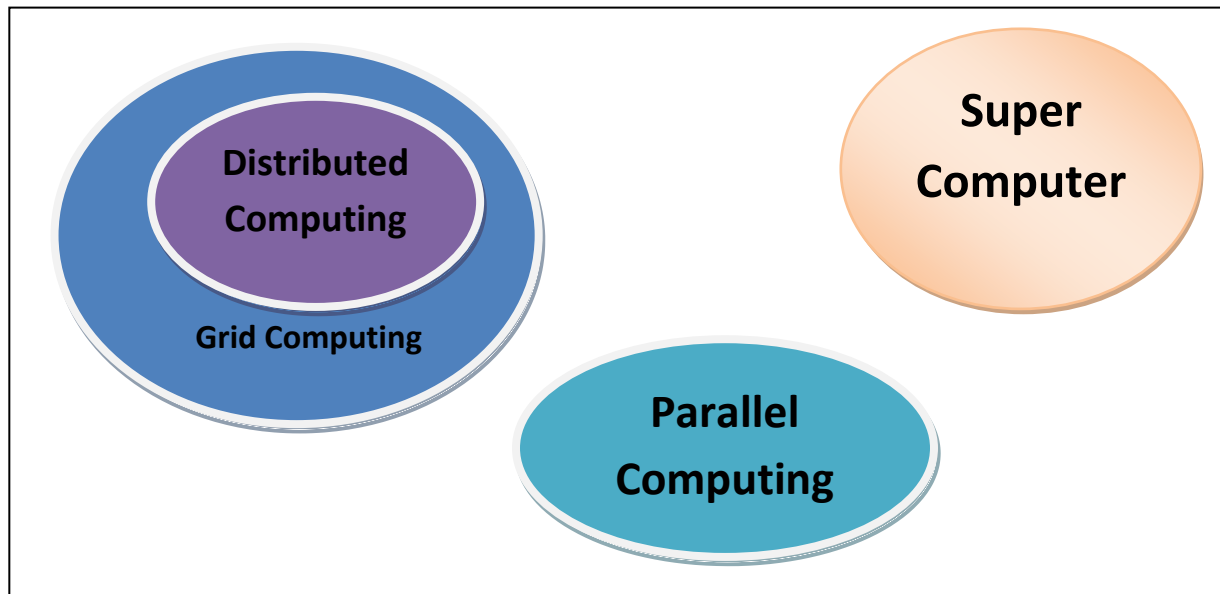 Distributed
Computing
Grid Computing
Super
Computer
Parallel
Computing